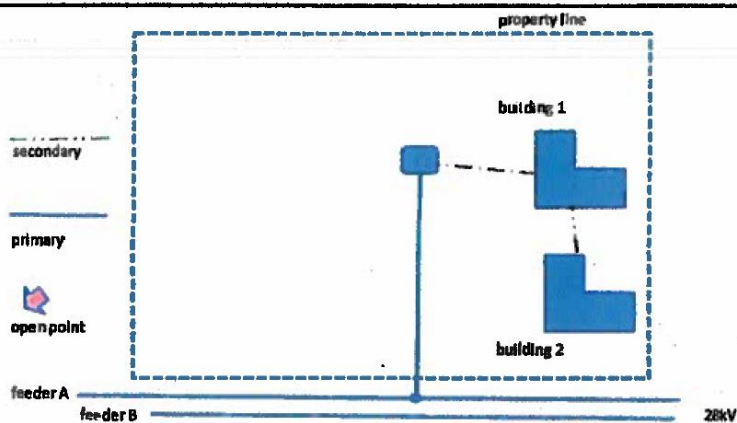 property line
building 1
secondary
primary
open point
building 2
feeder A
feeder B
28kV